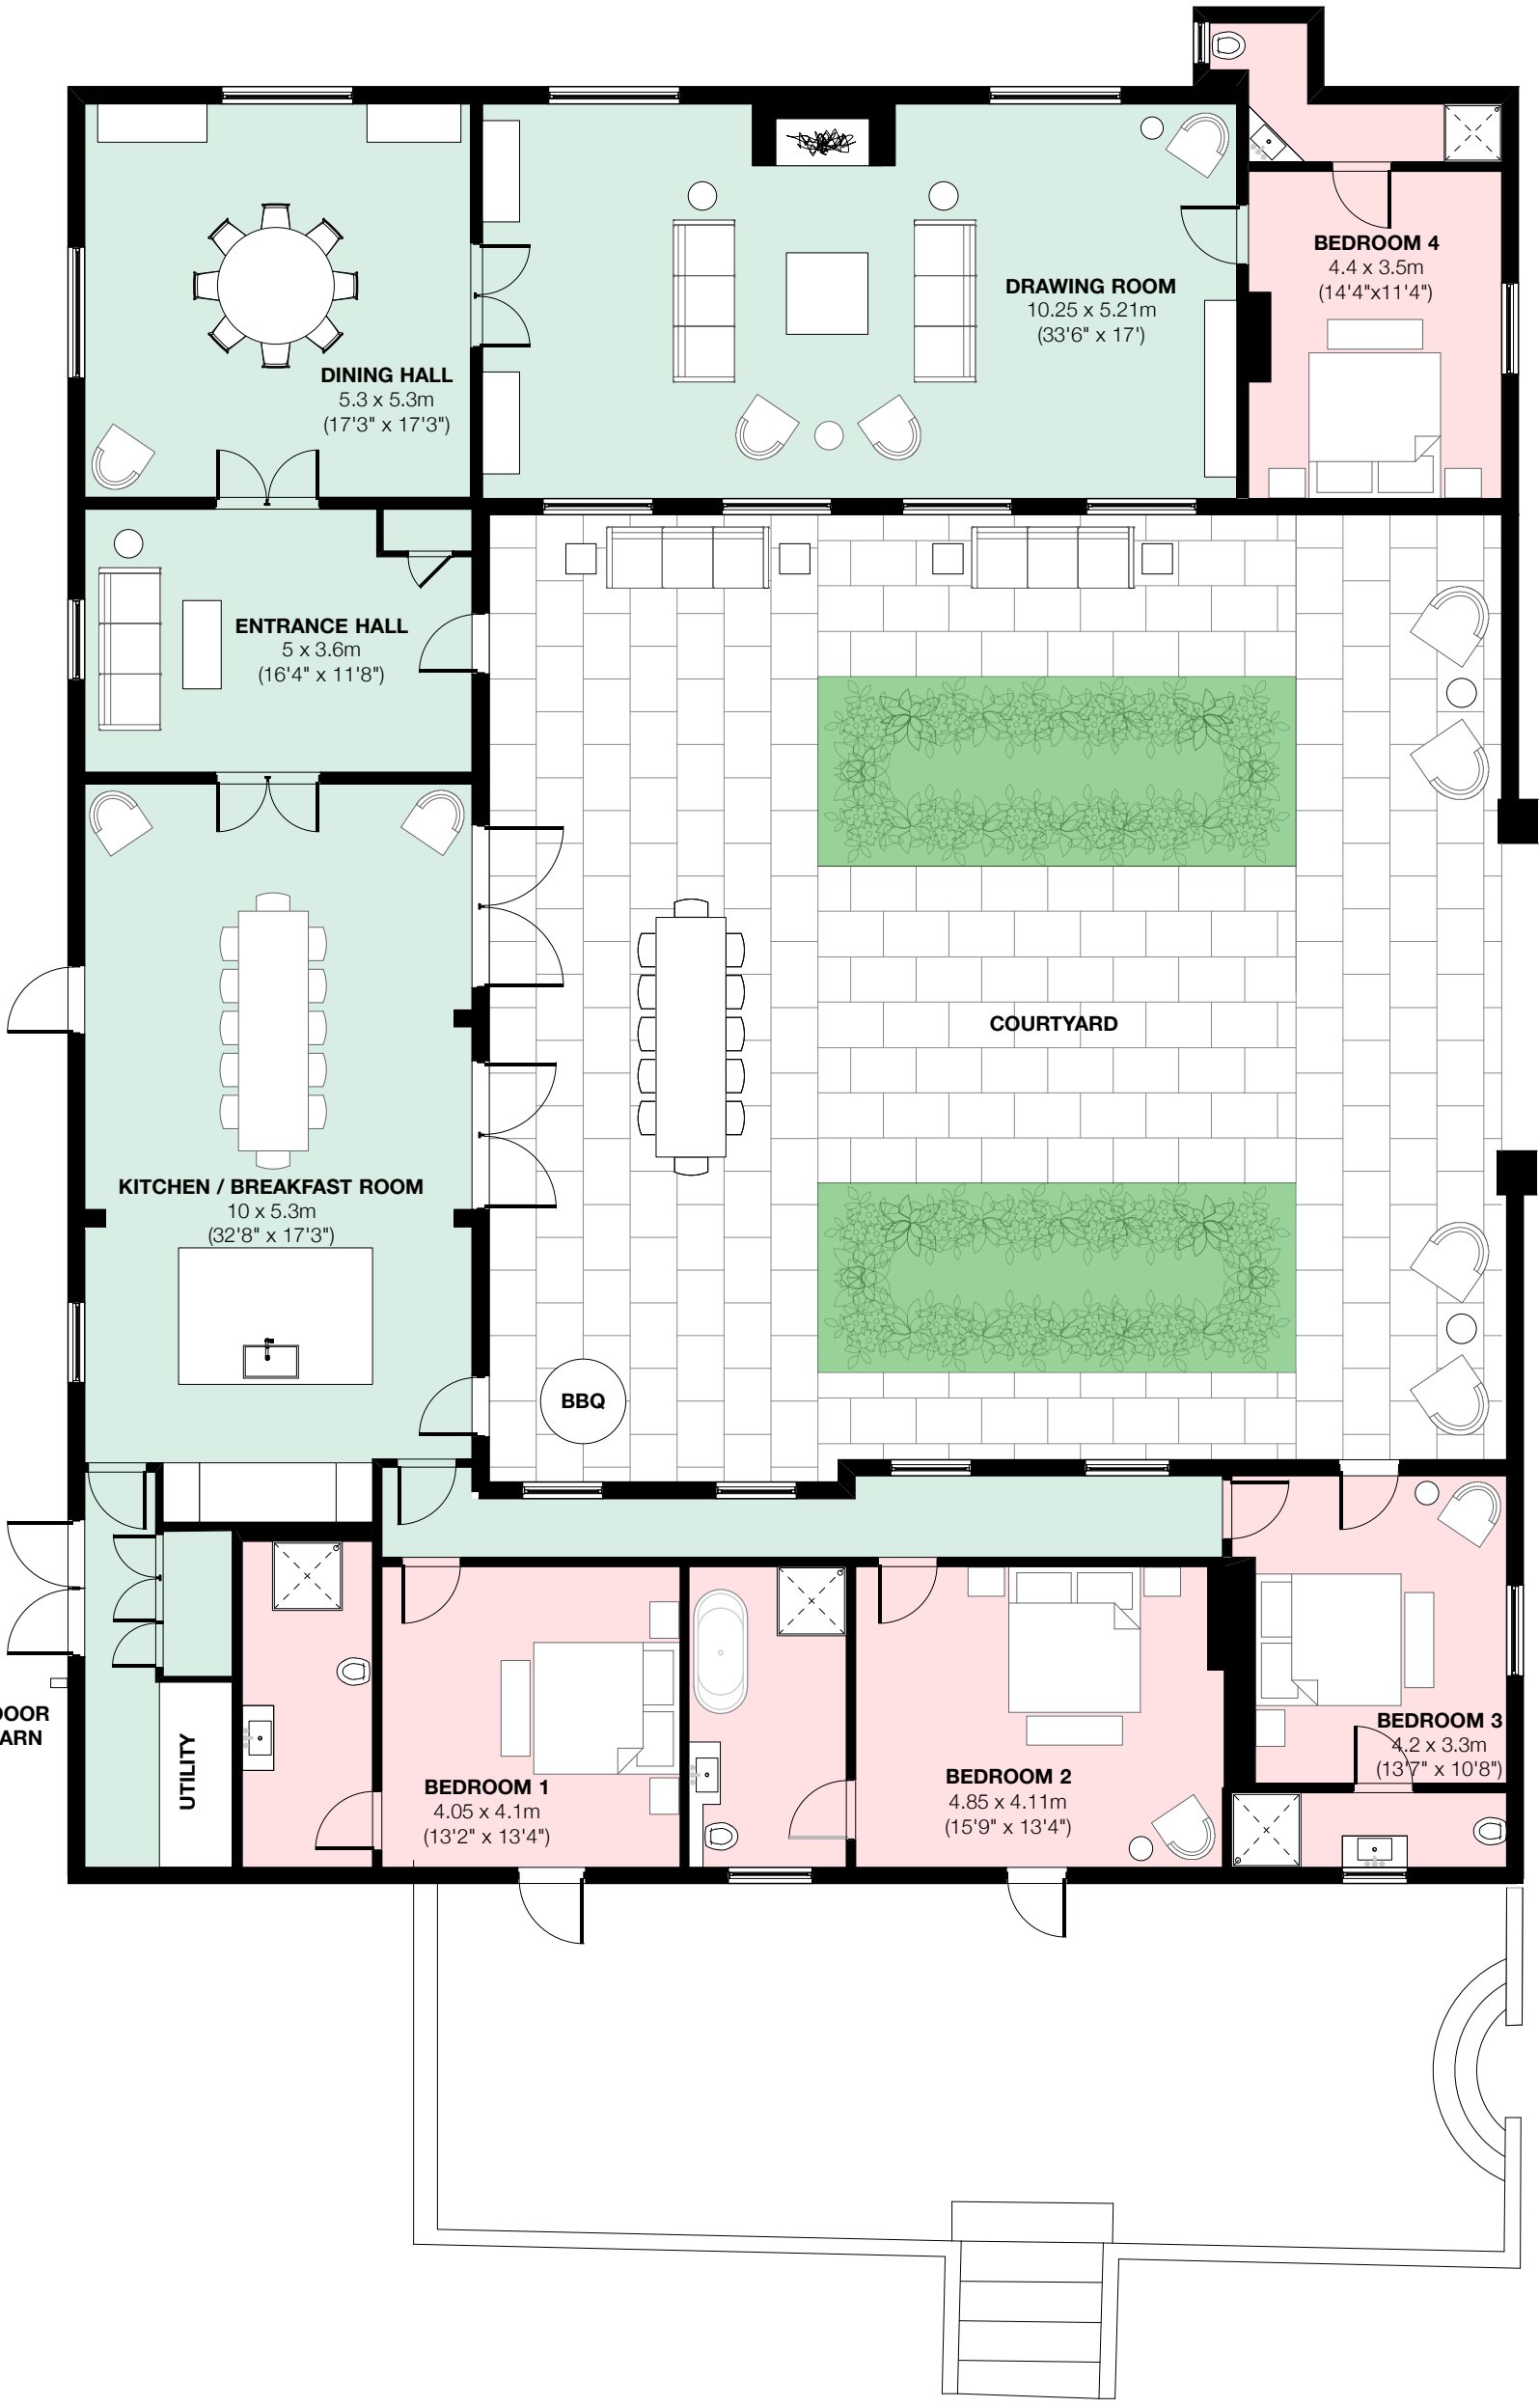 BEDROOM 4
4.4 x 3.5m
(14'4"x11'4")
DRAWING ROOM
10.25 x 5.21m
(33'6" x 17')
DINING HALL
5.3 x 5.3m
(17'3" x 17'3")
ENTRANCE HALL
5 x 3.6m
(16'4" x 11'8")
COURTYARD
KITCHEN / BREAKFAST ROOM
10 x 5.3m
(32'8" x 17'3")
BBQ
DOOR
ARN
UTILITY
BEDROOM 1
4.05 x 4.1m
(13'2" x 13'4")
BEDROOM 2
4.85 x 4.11m
(15'9" x 13'4")
BEDROOM 3
4.2 x 3.3m
(13'7" x 10'8")